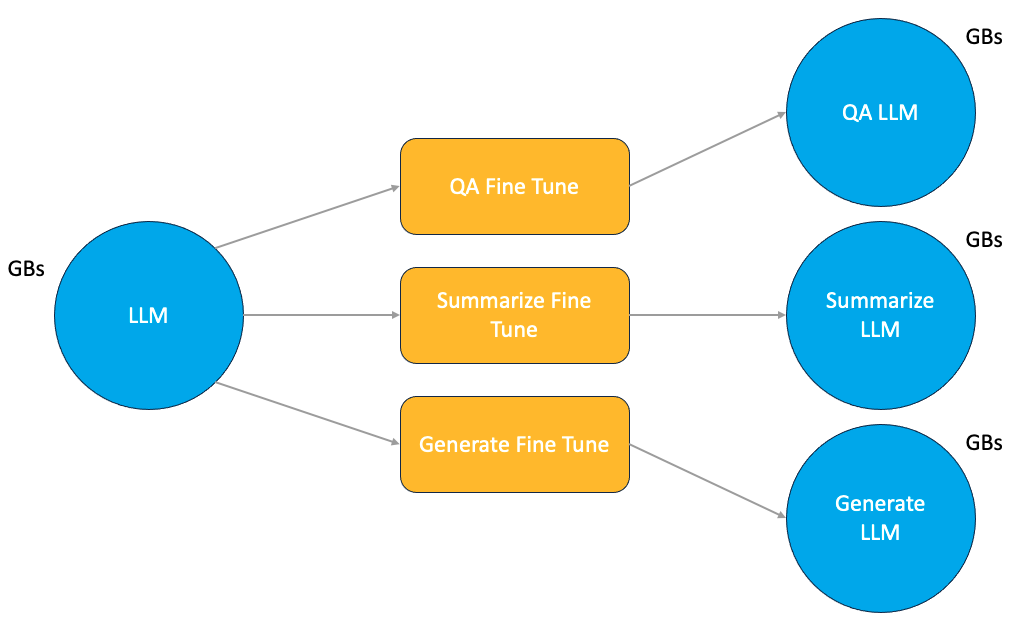 GBs
LLM
QA Fine Tune
Summarize Fine
Tune
Generate Fine Tune
GBs
QA LLM
GBs
Summarize
LLM
GBs
Generate
LLM